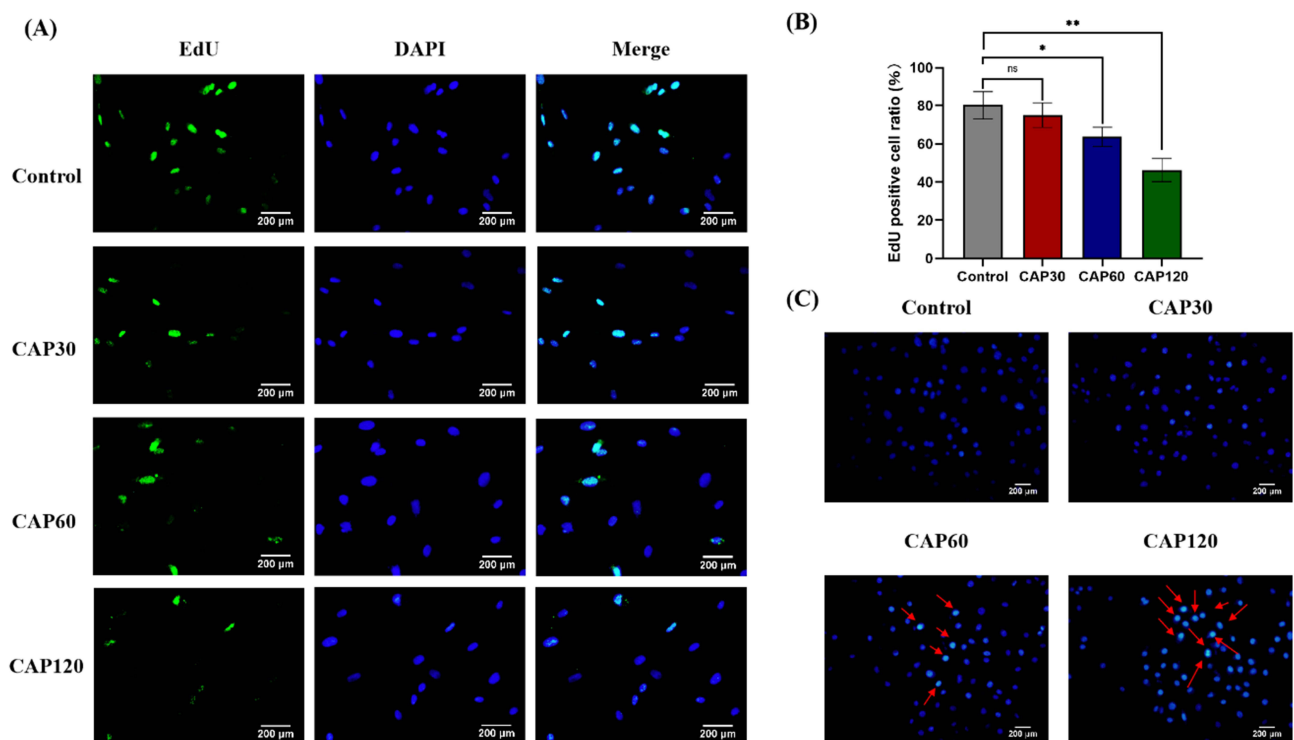 (A)
EdU DAPI Merge
Control
200 μm 200 μm 200 μm
CAP30
200 μm 200 μm 200 μm
CAP60
200 μm 200 μm 200 μm
CAP120
200 μm 200 μm 200 μm
(B)
**
*
ns
EdU positive cell ratio (%)
100
80
60
40
20
0
Control CAP30 CAP60 CAP120
(C)
Control CAP30
200 μm 200 μm
CAP60 CAP120
200 μm 200 μm